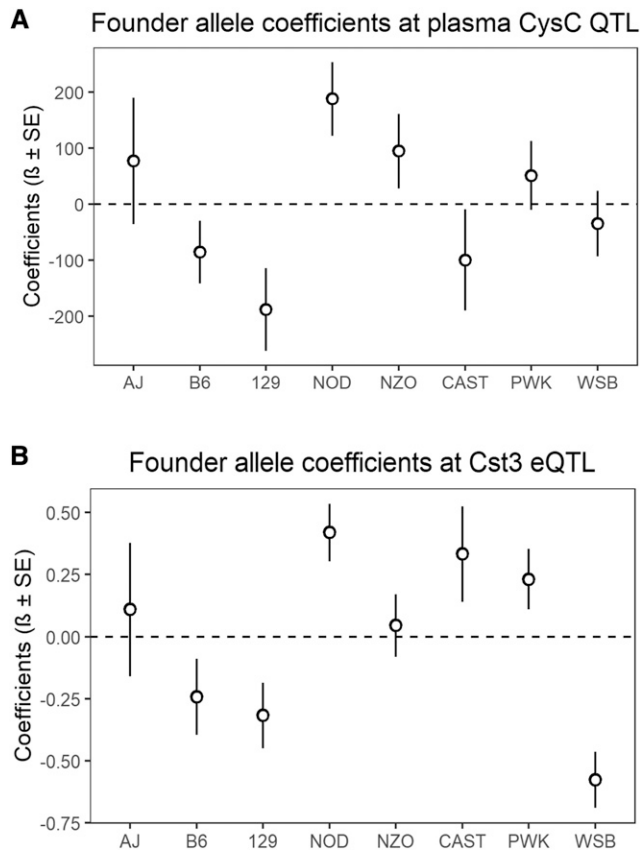 A
Founder allele coefficients at plasma CysC QTL
Coefficients (ß ± SE)
200
100
0
-100
-200
AJ B6 129 NOD NZO CAST PWK WSB
B
Founder allele coefficients at Cst3 eQTL
Coefficients (ß ± SE)
0.50
0.25
0.00
-0.25
-0.50
-0.75
AJ B6 129 NOD NZO CAST PWK WSB